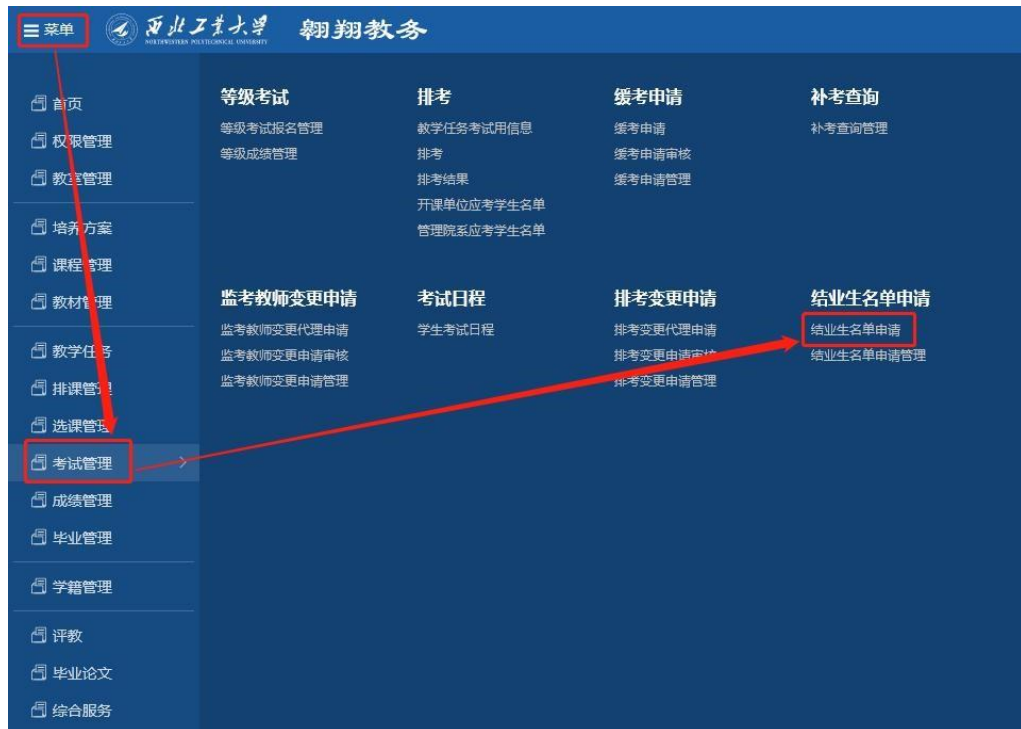 菜单
西北工业大学
NORTHWESTERN POLYTECHNICAL UNIVERSITY
翱翔教务
首页
权限管理
教室管理
培养方案
课程管理
教材管理
教学任务
排课管理
选课管理
考试管理
成绩管理
毕业管理
学籍管理
评教
毕业论文
综合服务
等级考试
等级考试报名管理
等级成绩管理
排考
教学任务考试用信息
排考
排考结果
开课单位应考学生名单
管理院系应考学生名单
缓考申请
缓考申请
缓考申请审核
缓考申请管理
补考查询
补考查询管理
监考教师变更申请
监考教师变更代理申请
监考教师变更申请审核
监考教师变更申请管理
考试日程
学生考试日程
排考变更申请
排考变更代理申请
排考变更申请审核
排考变更申请管理
结业生名单申请
结业生名单申请
结业生名单申请管理